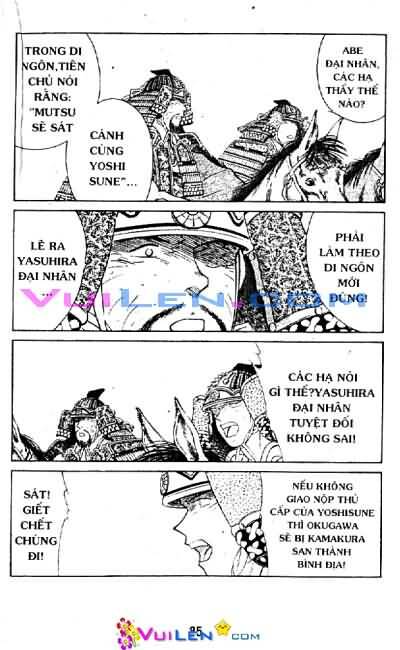 ABE
ĐẠI NHÂN,
CÁC HẠ
THẤY THẾ
NÀO?
TRONG DI
NGÔN, TIÊN
CHỦ NÓI
RẰNG:
"MUTSU
SẼ SÁT
CÁNH
CÙNG
YOSHI
SUNE"...
PHẢI
LÀM THEO
DI NGÔN
MỚI
ĐÚNG!
LẼ RA
YASUHIRA
ĐẠI NHÂN
...
VUILEN.COM
CÁC HẠ NÓI
GÌ THẾ? YASUHIRA
ĐẠI NHÂN
TUYỆT ĐỐI
KHÔNG SAI!
NẾU KHÔNG
GIAO NỘP THỦ
CẤP CỦA YOSHISUNE
THÌ OKUGAWA
SẼ BỊ KAMAKURA
SAN THÀNH
BÌNH ĐỊA!
SÁT!
GIẾT
CHẾT
CHÚNG
ĐI!
85
VUILEN.COM